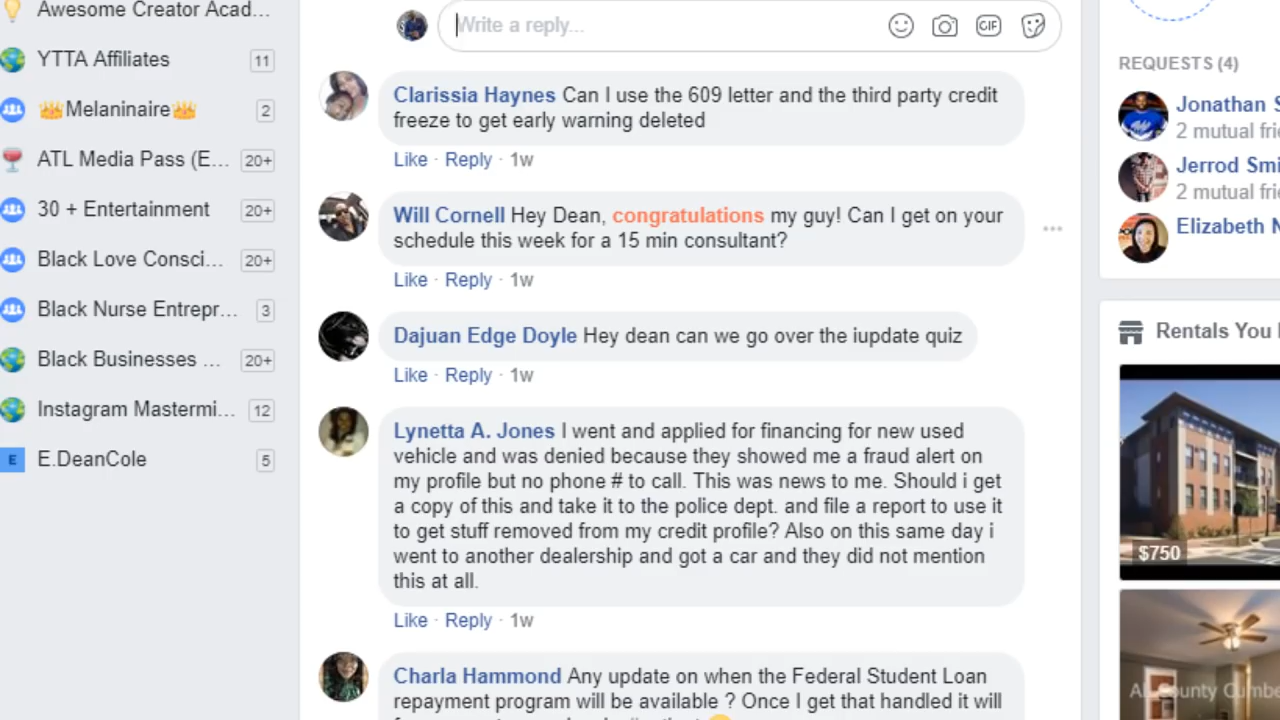 Awesome Creator Acad...
YTTA Affiliates 11
👑Melaninaire👑 2
ATL Media Pass (E... 20+
30 + Entertainment 20+
Black Love Consci... 20+
Black Nurse Entrepr... 3
Black Businesses ... 20+
Instagram Mastermi... 12
E E.DeanCole 5
Write a reply...
GIF
Clarissia Haynes Can I use the 609 letter and the third party credit
freeze to get early warning deleted
Like · Reply · 1w
Will Cornell Hey Dean, congratulations my guy! Can I get on your
schedule this week for a 15 min consultant?
Like · Reply · 1w
Dajuan Edge Doyle Hey dean can we go over the iupdate quiz
Like · Reply · 1w
Lynetta A. Jones I went and applied for financing for new used
vehicle and was denied because they showed me a fraud alert on
my profile but no phone # to call. This was news to me. Should i get
a copy of this and take it to the police dept. and file a report to use it
to get stuff removed from my credit profile? Also on this same day i
went to another dealership and got a car and they did not mention
this at all.
Like · Reply · 1w
Charla Hammond Any update on when the Federal Student Loan
repayment program will be available ? Once I get that handled it will
REQUESTS (4)
Jonathan S
2 mutual frie
Jerrod Smi
2 mutual frie
Elizabeth N
Rentals You
$750
County Cumbe